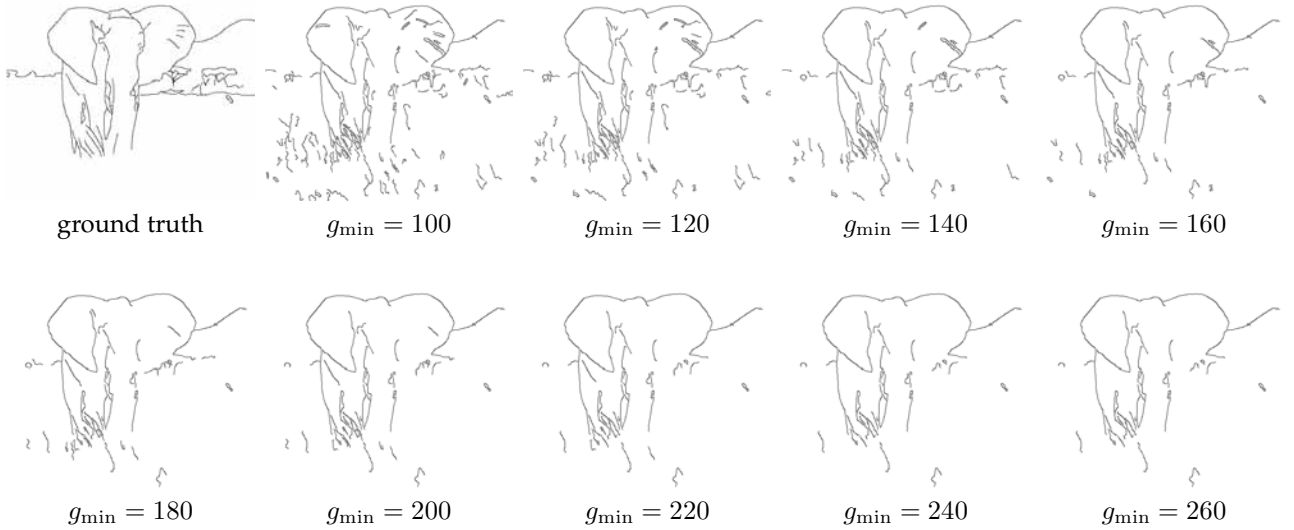 ground truth g_min = 100 g_min = 120 g_min = 140 g_min = 160
g_min = 180 g_min = 200 g_min = 220 g_min = 240 g_min = 260